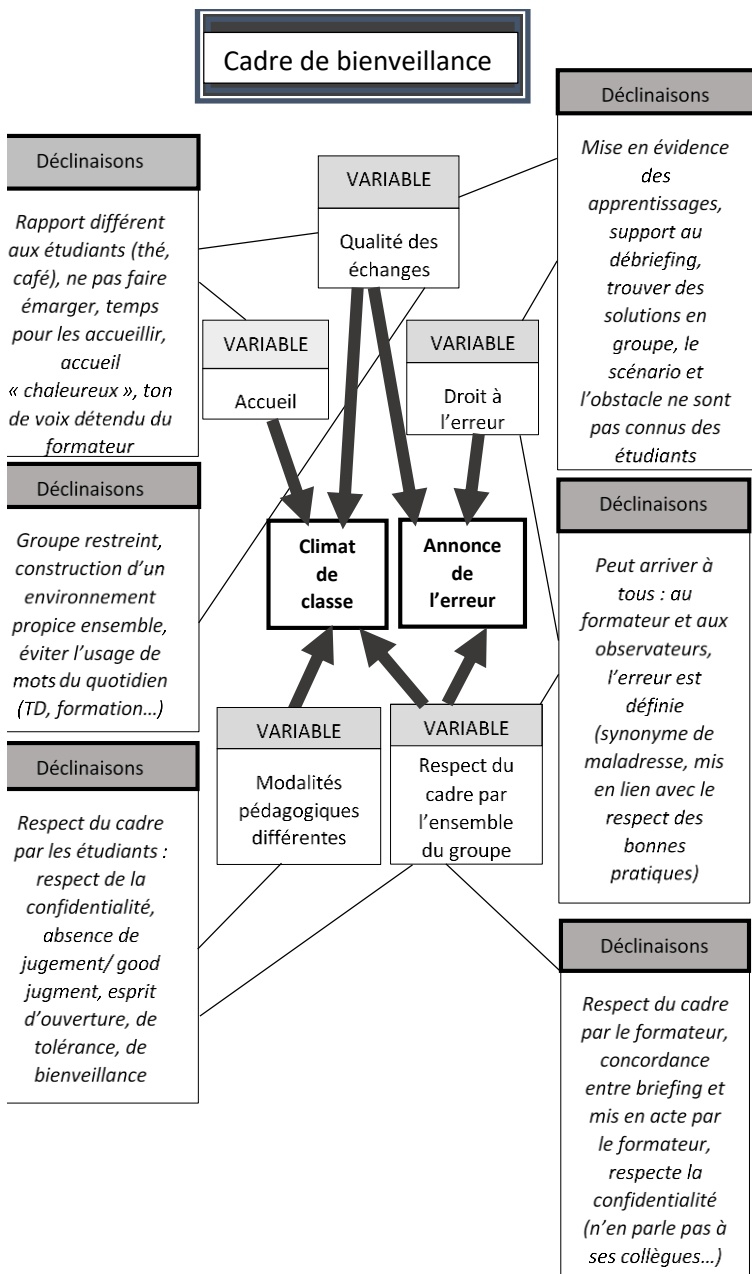 Cadre de bienveillance
Déclinaisons
Rapport différent
aux étudiants (thé,
café), ne pas faire
émarger, temps
pour les accueillir,
accueil
« chaleureux », ton
de voix détendu du
formateur
Déclinaisons
Groupe restreint,
construction d’un
environnement
propice ensemble,
éviter l’usage de
mots du quotidien
(TD, formation...)
Déclinaisons
Respect du cadre
par les étudiants :
respect de la
confidentialité,
absence de
jugement/ good
jugment, esprit
d’ouverture, de
tolérance, de
bienveillance
VARIABLE
Qualité des
échanges
VARIABLE
Accueil
VARIABLE
Droit à
l’erreur
Climat
de
classe
Annonce
de
l’erreur
VARIABLE
Modalités
pédagogiques
différentes
VARIABLE
Respect du
cadre par
l’ensemble
du groupe
Déclinaisons
Mise en évidence
des
apprentissages,
support au
débriefing,
trouver des
solutions en
groupe, le
scénario et
l’obstacle ne sont
pas connus des
étudiants
Déclinaisons
Peut arriver à
tous : au
formateur et aux
observateurs,
l’erreur est
définie
(synonyme de
maladresse, mis
en lien avec le
respect des
bonnes
pratiques)
Déclinaisons
Respect du cadre
par le formateur,
concordance
entre briefing et
mis en acte par
le formateur,
respecte la
confidentialité
(n’en parle pas à
ses collègues...)